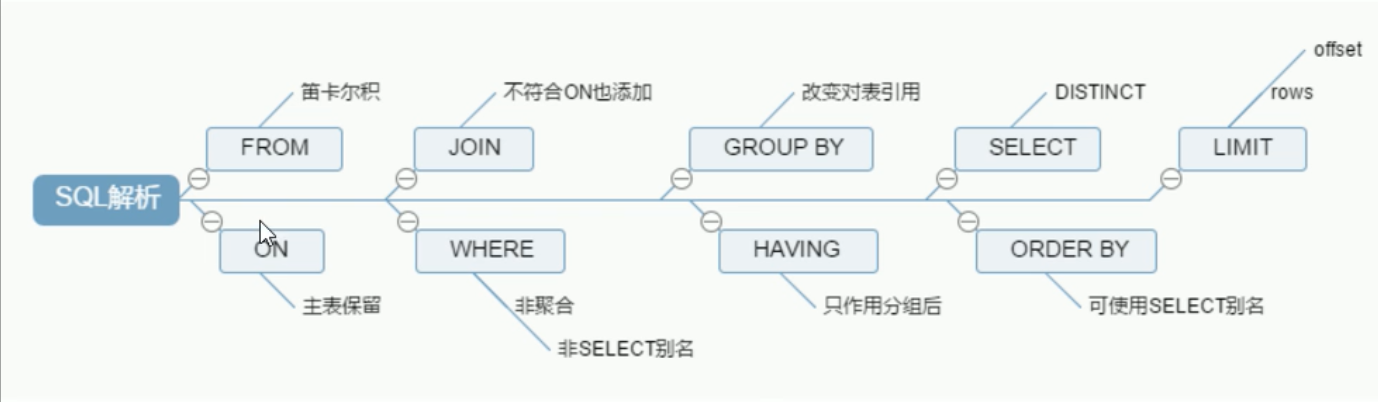 offset
笛卡尔积
不符合ON也添加
改变对表引用
DISTINCT
rows
FROM
JOIN
GROUP BY
SELECT
LIMIT
SQL解析
ON
WHERE
HAVING
ORDER BY
主表保留
非聚合
只作用分组后
可使用SELECT别名
非SELECT别名